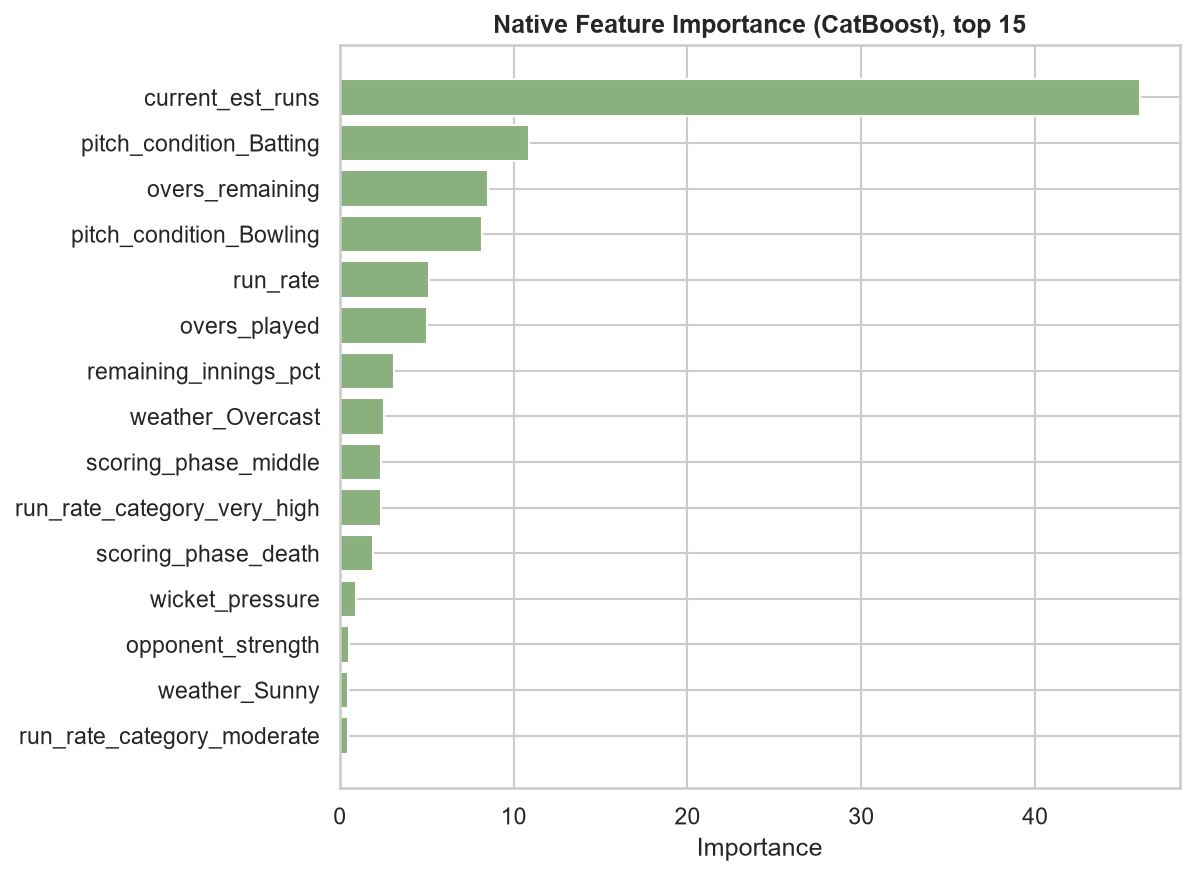 Native Feature Importance (CatBoost), top 15
current_est_runs
pitch_condition_Batting
overs_remaining
pitch_condition_Bowling
run_rate
overs_played
remaining_innings_pct
weather_Overcast
scoring_phase_middle
run_rate_category_very_high
scoring_phase_death
wicket_pressure
opponent_strength
weather_Sunny
run_rate_category_moderate
0 10 20 30 40
Importance